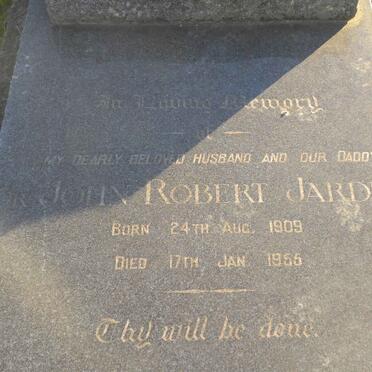 In Loving Memory
of
MY DEARLY BELOVED HUSBAND AND OUR DADDY
JOHN ROBERT JARD
BORN 24TH AUG. 1909
DIED 17TH JAN. 1955
Thy will be done.